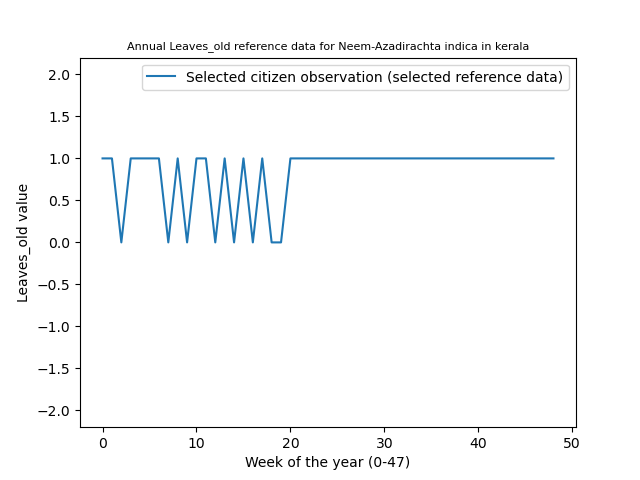 Annual Leaves_old reference data for Neem-Azadirachta indica in kerala
Selected citizen observation (selected reference data)
Leaves_old value
2.0
1.5
1.0
0.5
0.0
−0.5
−1.0
−1.5
−2.0
0 10 20 30 40 50
Week of the year (0-47)